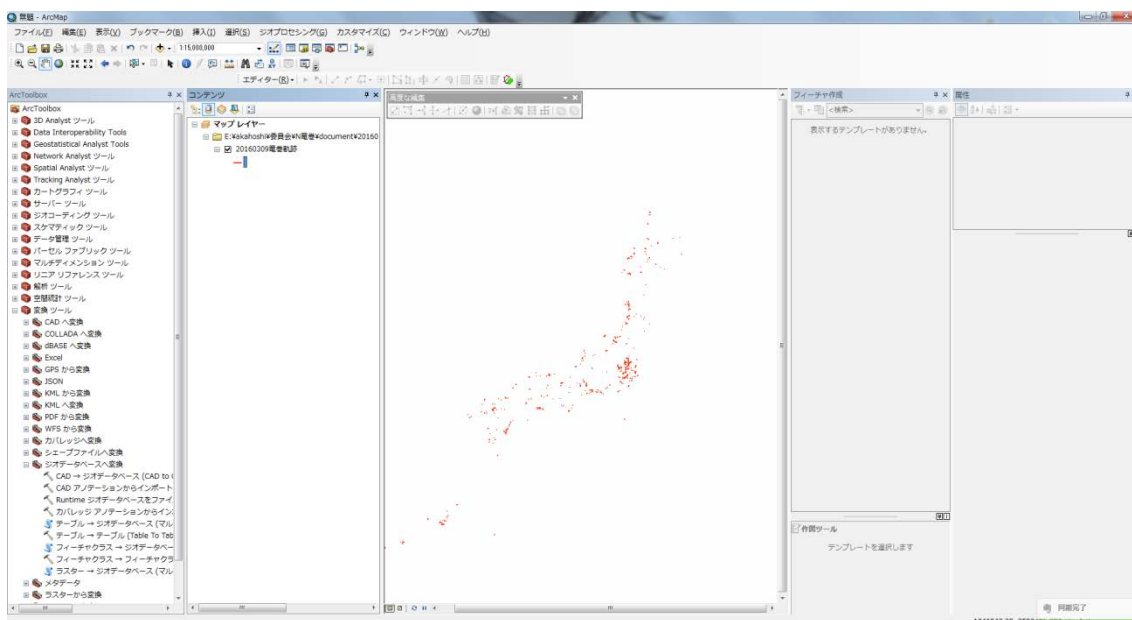 無題 - ArcMap
ファイル(F) 編集(E) 表示(V) ブックマーク(B) 挿入(I) 選択(S) ジオプロセシング(G) カスタマイズ(C) ウィンドウ(W) ヘルプ(H)
1:15,000,000
エディター(R)
ArcToolbox
ArcToolbox
3D Analyst ツール
Data Interoperability Tools
Geostatistical Analyst Tools
Network Analyst ツール
Spatial Analyst ツール
Tracking Analyst ツール
カートグラフィ ツール
サーバー ツール
ジオコーディング ツール
スケマティック ツール
データ管理 ツール
パーセル ファブリック ツール
マルチディメンション ツール
リニア リファレンス ツール
解析 ツール
空間統計 ツール
変換 ツール
CAD へ変換
COLLADA へ変換
dBASE へ変換
Excel
GPS から変換
JSON
KML から変換
KML へ変換
PDF から変換
WFS から変換
カバレッジへ変換
シェープファイルへ変換
ジオデータベースへ変換
CAD → ジオデータベース (CAD to
CAD アノテーションからインポート
Runtime ジオデータベースをファイ
カバレッジ アノテーションからイン
テーブル → ジオデータベース (マル
テーブル → テーブル (Table To Tab
フィーチャクラス → ジオデータベー
フィーチャクラス → フィーチャクラ
ラスター → ジオデータベース (マル
メタデータ
ラスターから変換
コンテンツ
マップ レイヤー
E:¥akahoshi¥委員会¥N竜巻¥document¥20160
20160309竜巻軌跡
高度な編集
フィーチャ作成
<検索>
表示するテンプレートがありません。
作図ツール
テンプレートを選択します
属性
同期完了